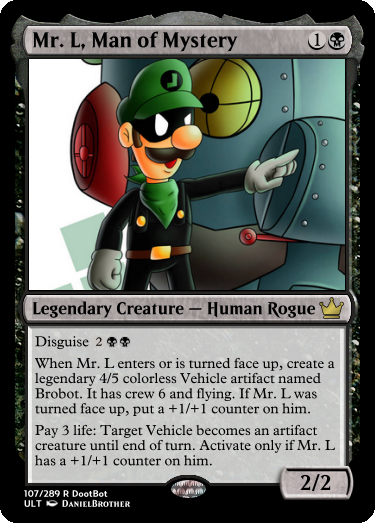 Mr. L, Man of Mystery 1
Legendary Creature — Human Rogue
Disguise 2
When Mr. L enters or is turned face up, create a
legendary 4/5 colorless Vehicle artifact named
Brobot. It has crew 6 and flying. If Mr. L was
turned face up, put a +1/+1 counter on him.
Pay 3 life: Target Vehicle becomes an artifact
creature until end of turn. Activate only if Mr. L
has a +1/+1 counter on him.
2/2
107/289 R DootBot
ULT DanielBrother